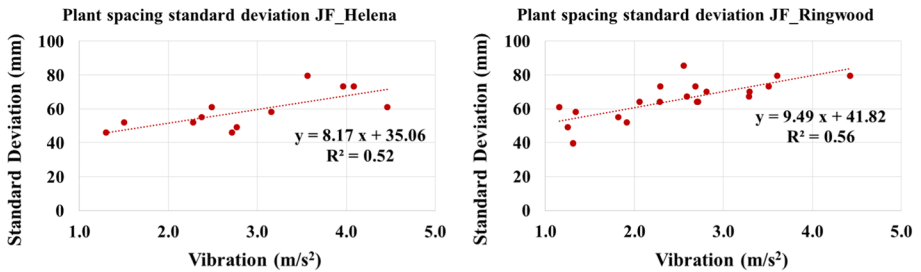 Plant spacing standard deviation JF_Helena
Standard Deviation (mm)
100
80
60
40
20
0
y = 8.17 x + 35.06
R² = 0.52
1.0 2.0 3.0 4.0 5.0
Vibration (m/s²)
Plant spacing standard deviation JF_Ringwood
Standard Deviation (mm)
100
80
60
40
20
0
y = 9.49 x + 41.82
R² = 0.56
1.0 2.0 3.0 4.0 5.0
Vibration (m/s²)